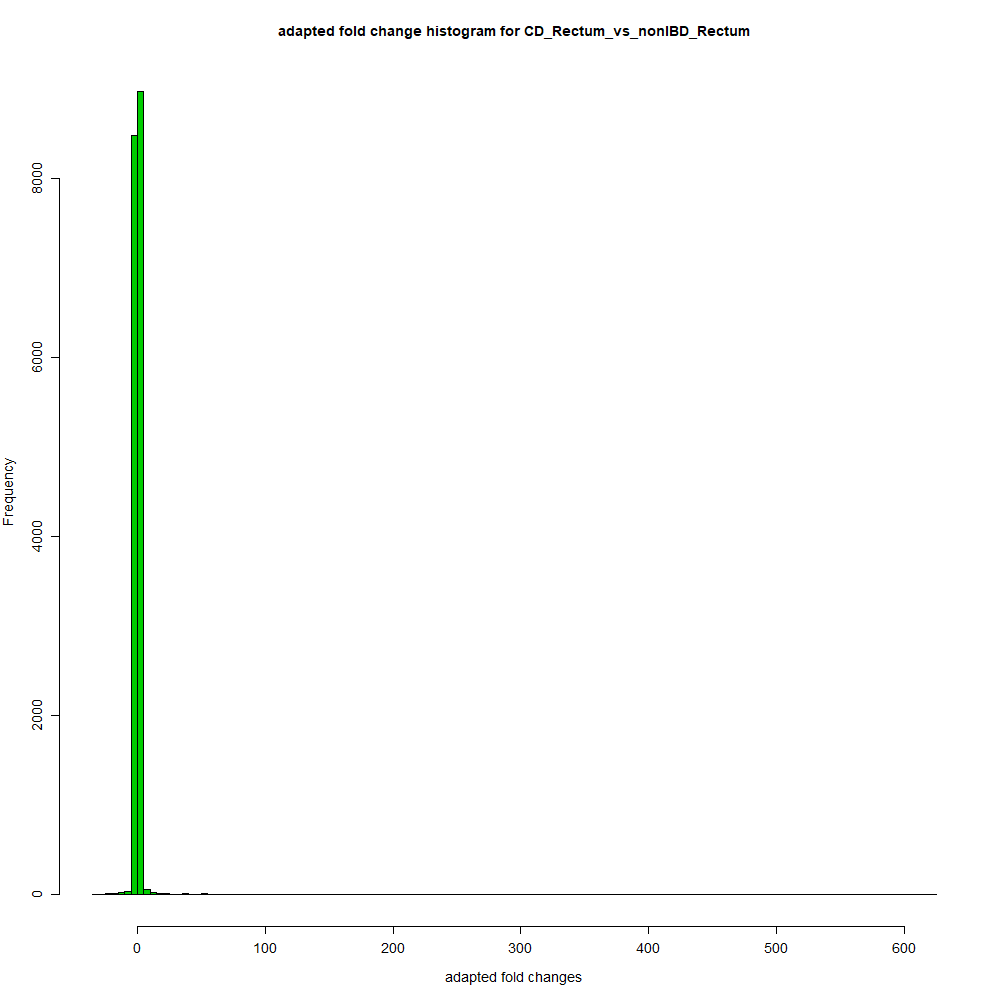 adapted fold change histogram for CD_Rectum_vs_nonIBD_Rectum
Frequency
8000
6000
4000
2000
0
0 100 200 300 400 500 600
adapted fold changes